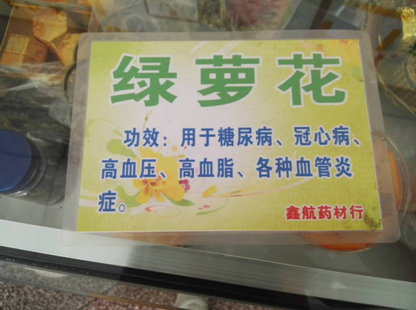 绿萝花
功效：用于糖尿病、冠心病、
高血压、高血脂、各种血管炎
症。
鑫航药材行